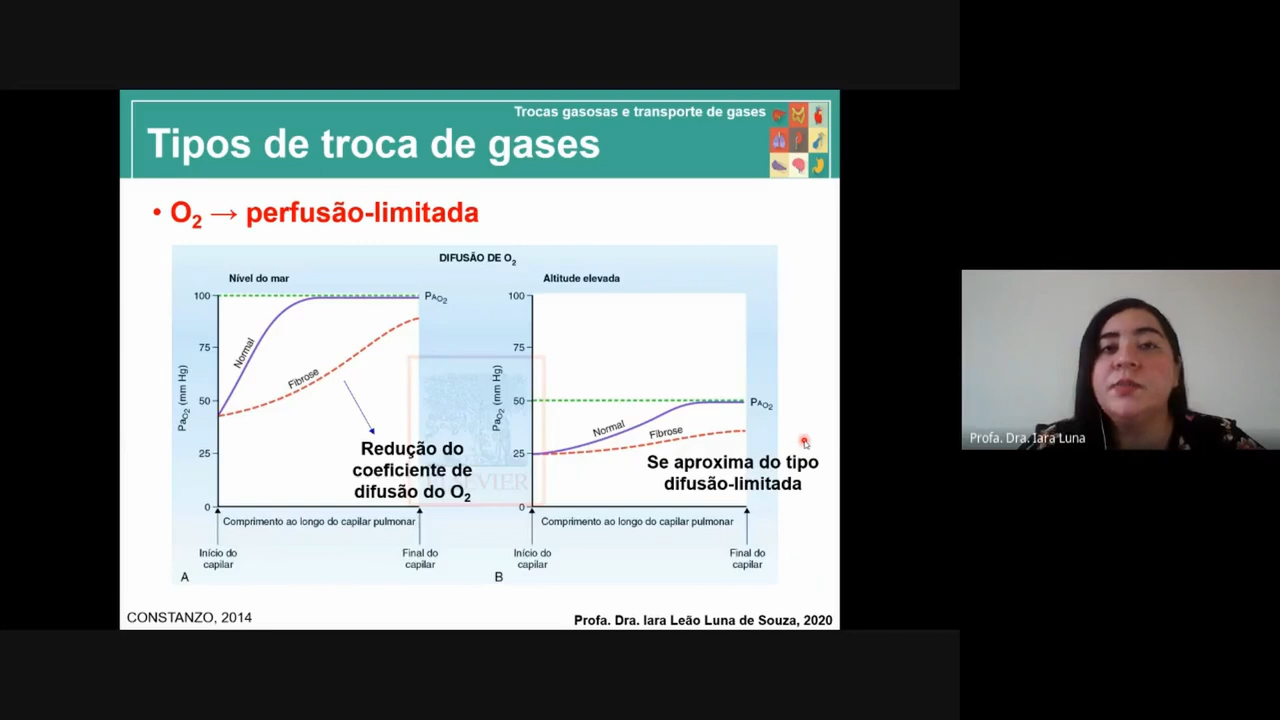 Trocas gasosas e transporte de gases
Tipos de troca de gases
• O2 → perfusão-limitada
DIFUSÃO DE O2
Nível do mar
100
75
50
25
0
PaO2 (mm Hg)
PAO2
Normal
Fibrose
Redução do
coeficiente de
difusão do O2
Comprimento ao longo do capilar pulmonar
Início do
capilar
Final do
capilar
A
Altitude elevada
100
75
50
25
0
PaO2 (mm Hg)
PAO2
Normal
Fibrose
Se aproxima do tipo
difusão-limitada
Comprimento ao longo do capilar pulmonar
Início do
capilar
Final do
capilar
B
ELSEVIER
CONSTANZO, 2014
Profa. Dra. Iara Leão Luna de Souza, 2020
Profa. Dra. Iara Luna